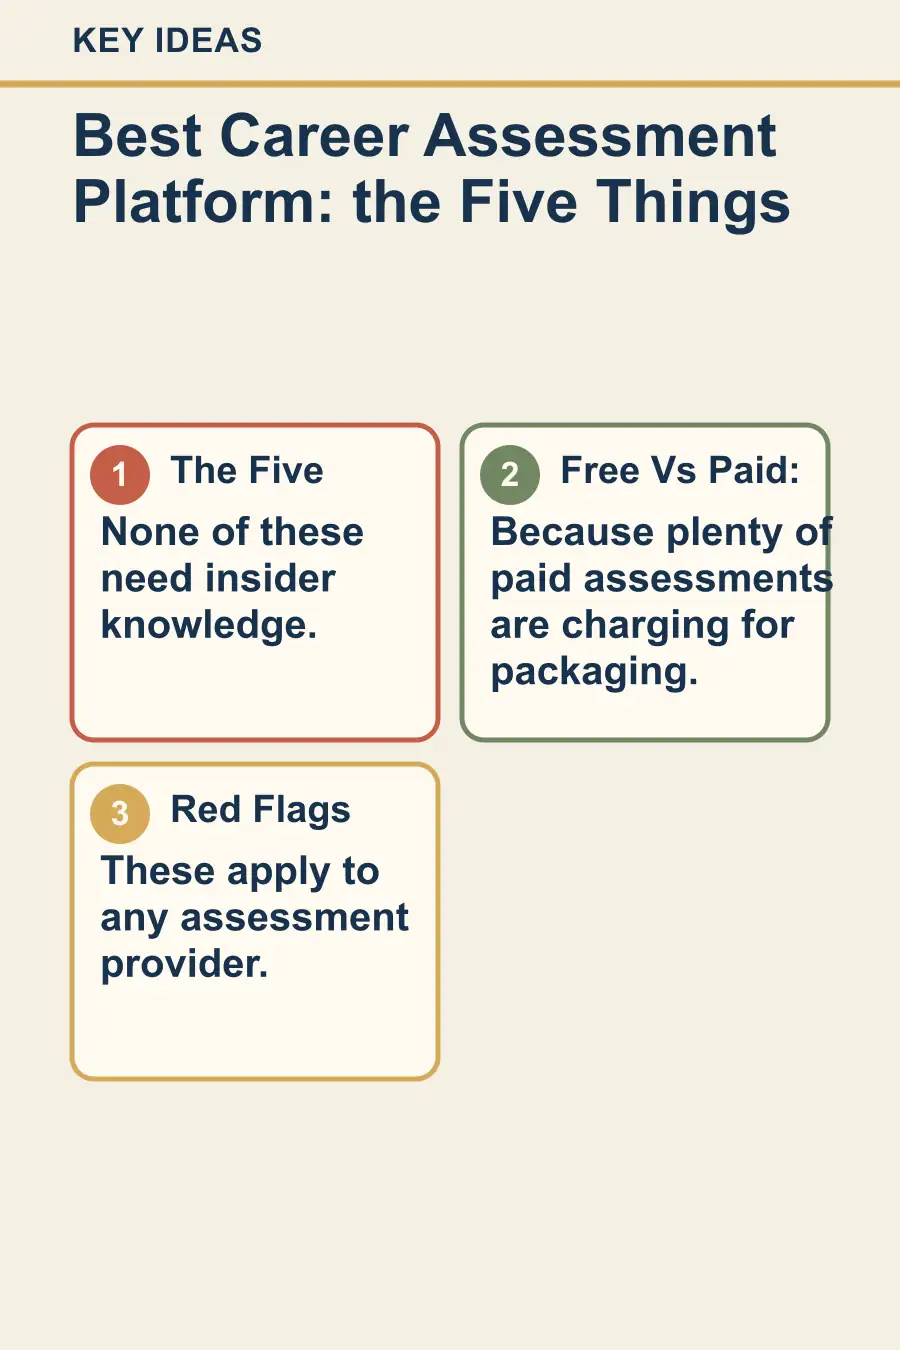 KEY IDEAS
Best Career Assessment
Platform: the Five Things
1 The Five
None of these
need insider
knowledge.
2 Free Vs Paid:
Because plenty of
paid assessments
are charging for
packaging.
3 Red Flags
These apply to
any assessment
provider.